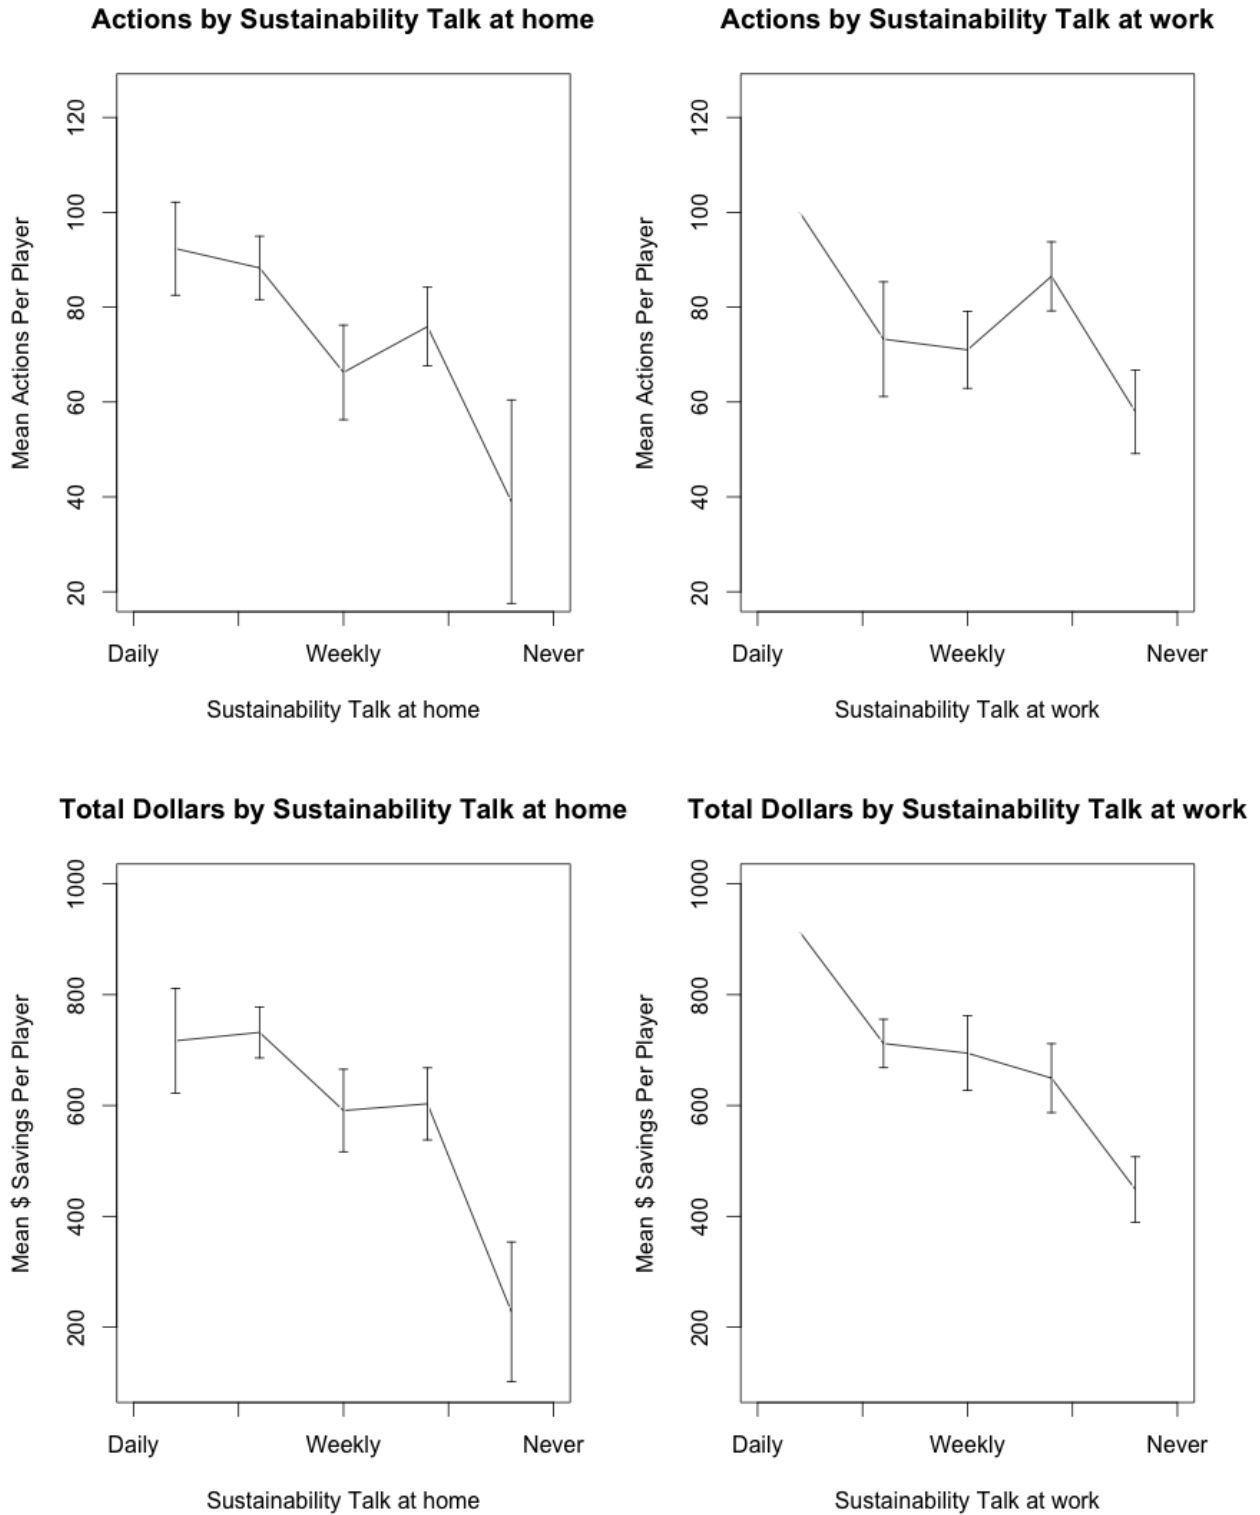 Actions by Sustainability Talk at home
Mean Actions Per Player
120
100
80
60
40
20
Daily Weekly Never
Sustainability Talk at home
Actions by Sustainability Talk at work
Mean Actions Per Player
120
100
80
60
40
20
Daily Weekly Never
Sustainability Talk at work
Total Dollars by Sustainability Talk at home
Mean $ Savings Per Player
1000
800
600
400
200
Daily Weekly Never
Sustainability Talk at home
Total Dollars by Sustainability Talk at work
Mean $ Savings Per Player
1000
800
600
400
200
Daily Weekly Never
Sustainability Talk at work